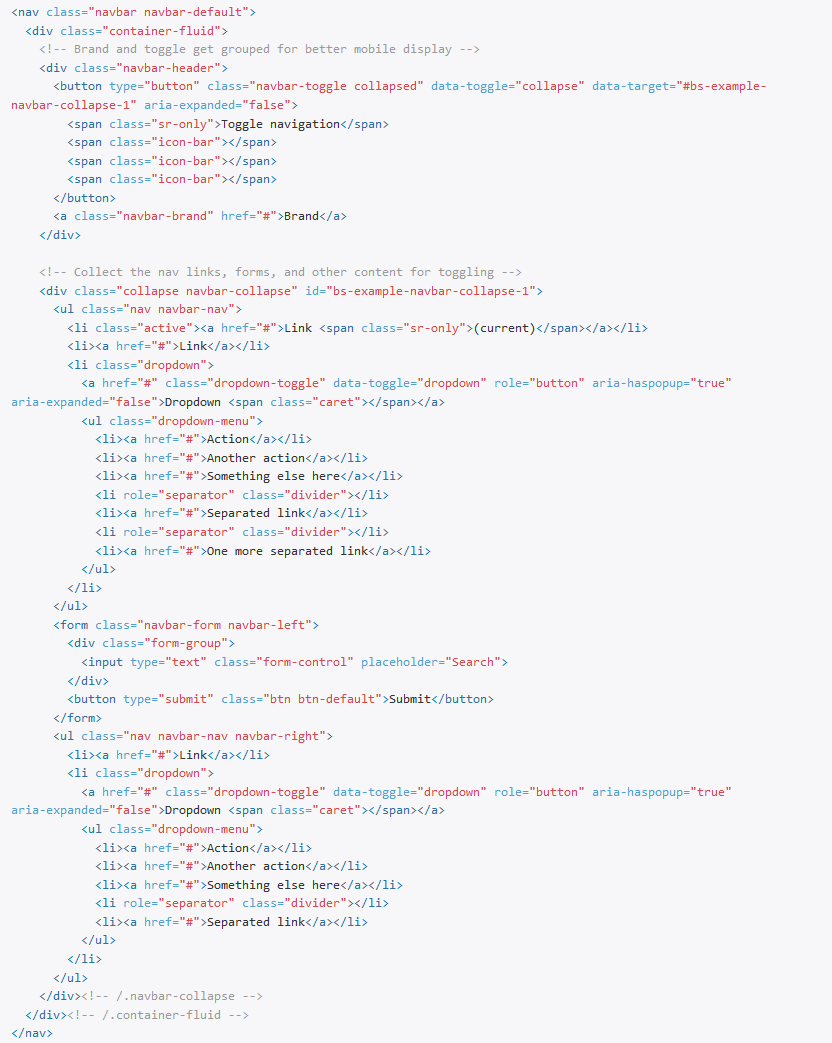 <nav class="navbar navbar-default">
  <div class="container-fluid">
    <!-- Brand and toggle get grouped for better mobile display -->
    <div class="navbar-header">
      <button type="button" class="navbar-toggle collapsed" data-toggle="collapse" data-target="#bs-example-
navbar-collapse-1" aria-expanded="false">
        <span class="sr-only">Toggle navigation</span>
        <span class="icon-bar"></span>
        <span class="icon-bar"></span>
        <span class="icon-bar"></span>
      </button>
      <a class="navbar-brand" href="#">Brand</a>
    </div>

    <!-- Collect the nav links, forms, and other content for toggling -->
    <div class="collapse navbar-collapse" id="bs-example-navbar-collapse-1">
      <ul class="nav navbar-nav">
        <li class="active"><a href="#">Link <span class="sr-only">(current)</span></a></li>
        <li><a href="#">Link</a></li>
        <li class="dropdown">
          <a href="#" class="dropdown-toggle" data-toggle="dropdown" role="button" aria-haspopup="true"
aria-expanded="false">Dropdown <span class="caret"></span></a>
          <ul class="dropdown-menu">
            <li><a href="#">Action</a></li>
            <li><a href="#">Another action</a></li>
            <li><a href="#">Something else here</a></li>
            <li role="separator" class="divider"></li>
            <li><a href="#">Separated link</a></li>
            <li role="separator" class="divider"></li>
            <li><a href="#">One more separated link</a></li>
          </ul>
        </li>
      </ul>
      <form class="navbar-form navbar-left">
        <div class="form-group">
          <input type="text" class="form-control" placeholder="Search">
        </div>
        <button type="submit" class="btn btn-default">Submit</button>
      </form>
      <ul class="nav navbar-nav navbar-right">
        <li><a href="#">Link</a></li>
        <li class="dropdown">
          <a href="#" class="dropdown-toggle" data-toggle="dropdown" role="button" aria-haspopup="true"
aria-expanded="false">Dropdown <span class="caret"></span></a>
          <ul class="dropdown-menu">
            <li><a href="#">Action</a></li>
            <li><a href="#">Another action</a></li>
            <li><a href="#">Something else here</a></li>
            <li role="separator" class="divider"></li>
            <li><a href="#">Separated link</a></li>
          </ul>
        </li>
      </ul>
    </div><!-- /.navbar-collapse -->
  </div><!-- /.container-fluid -->
</nav>